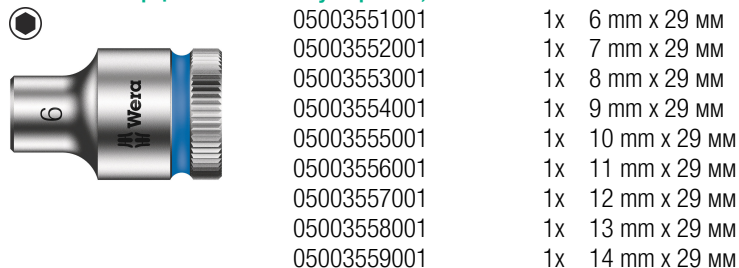 05003551001 1x 6 mm x 29 мм
05003552001 1x 7 mm x 29 мм
05003553001 1x 8 mm x 29 мм
05003554001 1x 9 mm x 29 мм
05003555001 1x 10 mm x 29 мм
05003556001 1x 11 mm x 29 мм
05003557001 1x 12 mm x 29 мм
05003558001 1x 13 mm x 29 мм
05003559001 1x 14 mm x 29 мм
6
Wera